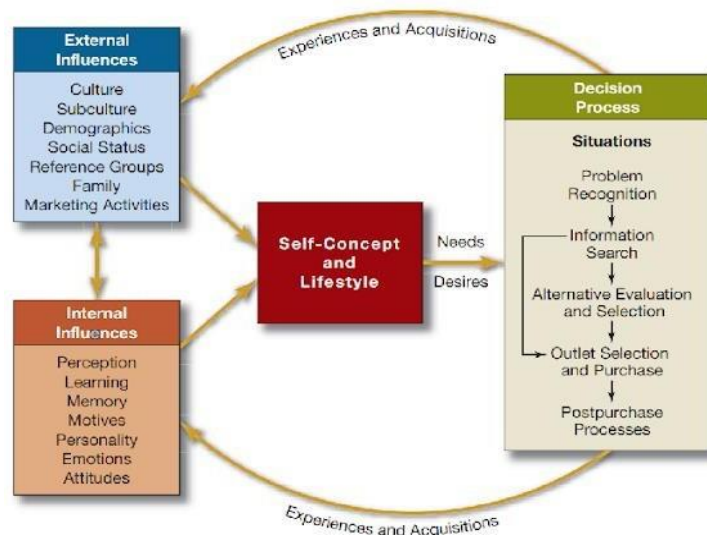 External
Influences
Culture
Subculture
Demographics
Social Status
Reference Groups
Family
Marketing Activities
Internal
Influences
Perception
Learning
Memory
Motives
Personality
Emotions
Attitudes
Experiences and Acquisitions
Self-Concept
and
Lifestyle
Needs
Desires
Experiences and Acquisitions
Decision
Process
Situations
Problem
Recognition
Information
Search
Alternative Evaluation
and Selection
Outlet Selection
and Purchase
Postpurchase
Processes